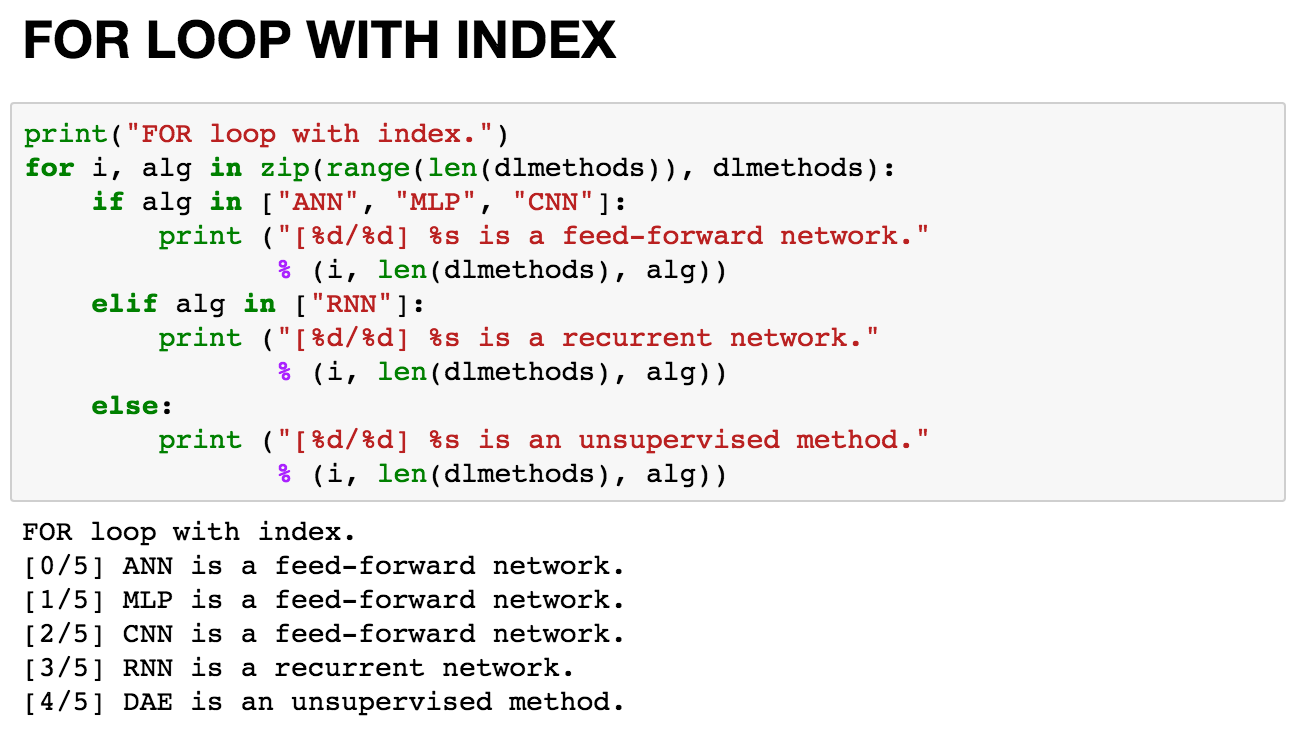 FOR LOOP WITH INDEX
print("FOR loop with index.")
for i, alg in zip(range(len(dlmethods)), dlmethods):
    if alg in ["ANN", "MLP", "CNN"]:
        print ("[%d/%d] %s is a feed-forward network."
               % (i, len(dlmethods), alg))
    elif alg in ["RNN"]:
        print ("[%d/%d] %s is a recurrent network."
               % (i, len(dlmethods), alg))
    else:
        print ("[%d/%d] %s is an unsupervised method."
               % (i, len(dlmethods), alg))
FOR loop with index.
[0/5] ANN is a feed-forward network.
[1/5] MLP is a feed-forward network.
[2/5] CNN is a feed-forward network.
[3/5] RNN is a recurrent network.
[4/5] DAE is an unsupervised method.